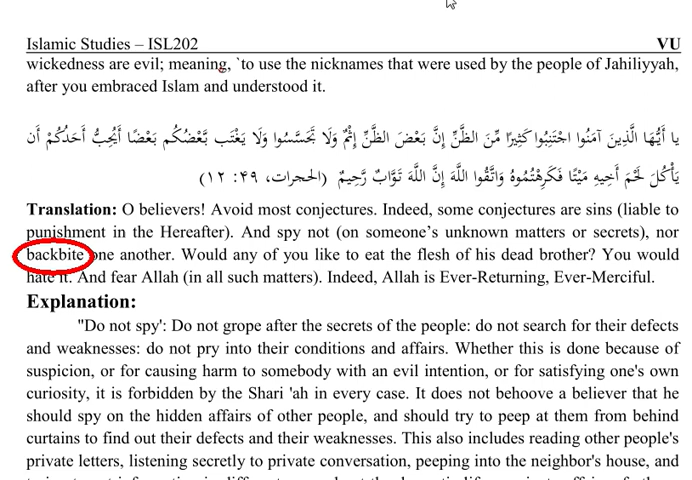 Islamic Studies – ISL202 VU
wickedness are evil; meaning, `to use the nicknames that were used by the people of Jahiliyyah,
after you embraced Islam and understood it.
يا أَيُّهَا الَّذِينَ آمَنُوا اجْتَنِبُوا كَثِيرًا مِّنَ الظَّنِّ إِنَّ بَعْضَ الظَّنِّ إِثْمٌ وَلَا تَجَسَّسُوا وَلَا يَغْتَب بَّعْضُكُم بَعْضًا أَيُحِبُّ أَحَدُكُمْ أَن
يَأْكُلَ لَحْمَ أَخِيهِ مَيْتًا فَكَرِهْتُمُوهُ وَاتَّقُوا اللَّهَ إِنَّ اللَّهَ تَوَّابٌ رَّحِيمٌ (الحجرات، ۴۹: ۱۲)
Translation: O believers! Avoid most conjectures. Indeed, some conjectures are sins (liable to
punishment in the Hereafter). And spy not (on someone's unknown matters or secrets), nor
backbite one another. Would any of you like to eat the flesh of his dead brother? You would
hate it. And fear Allah (in all such matters). Indeed, Allah is Ever-Returning, Ever-Merciful.
Explanation:
"Do not spy': Do not grope after the secrets of the people: do not search for their defects
and weaknesses: do not pry into their conditions and affairs. Whether this is done because of
suspicion, or for causing harm to somebody with an evil intention, or for satisfying one's own
curiosity, it is forbidden by the Shari 'ah in every case. It does not behoove a believer that he
should spy on the hidden affairs of other people, and should try to peep at them from behind
curtains to find out their defects and their weaknesses. This also includes reading other people's
private letters, listening secretly to private conversation, peeping into the neighbor's house, and